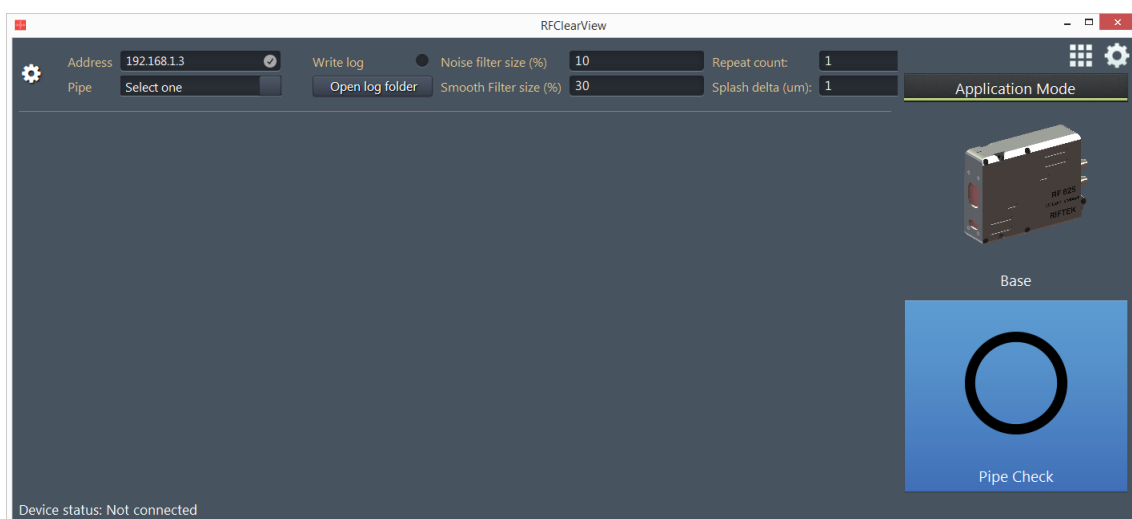 RFClearView
Address 192.168.1.3 Write log Noise filter size (%) 10 Repeat count: 1
Pipe Select one Open log folder Smooth Filter size (%) 30 Splash delta (um): 1
Application Mode
RF 625
RIFTEK
Base
Pipe Check
Device status: Not connected